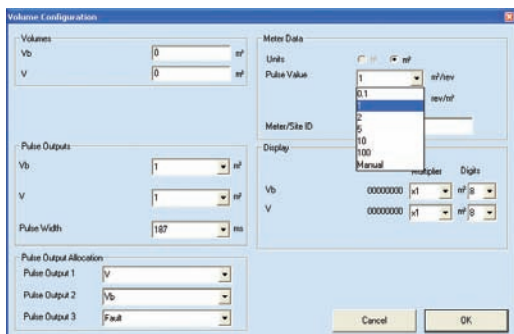 Volume Configuration
Volumes
Vb 0 m³
V 0 m³
Pulse Outputs
Vb 1 m³
V 1 m³
Pulse Width 187 ms
Pulse Output Allocation
Pulse Output 1 V
Pulse Output 2 Vb
Pulse Output 3 Fault
Meter Data
Units m³
Pulse Value 1 m³/rev
0.1
1 rev/m³
2
5
10
100
Manual
Meter/Site ID
Display
Multiplier Digits
Vb 00000000 x1 m³ 8
V 00000000 x1 m³ 8
Cancel OK